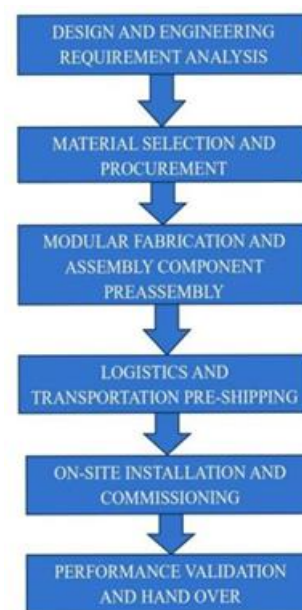 DESIGN AND ENGINEERING
REQUIREMENT ANALYSIS
MATERIAL SELECTION AND
PROCUREMENT
MODULAR FABRICATION AND
ASSEMBLY COMPONENT
PREASSEMBLY
LOGISTICS AND
TRANSPORTATION PRE-SHIPPING
ON-SITE INSTALLATION AND
COMMISSIONING
PERFORMANCE VALIDATION
AND HAND OVER